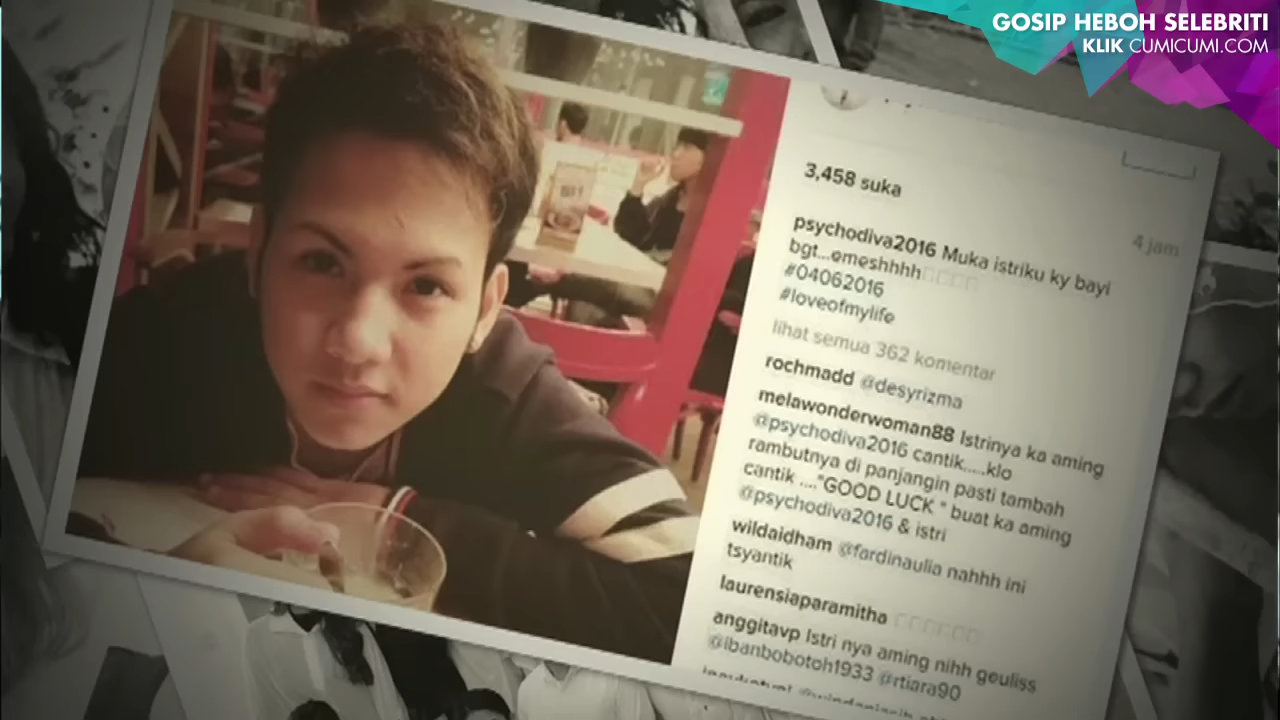 GOSIP HEBOH SELEBRITI
KLIK CUMICUMI.COM
3,458 suka
4 jam
psychodiva2016 Muka istriku ky bayi
bgt...emeshhhh
#04062016
#loveofmylife
lihat semua 362 komentar
rochmadd @desyrizma
melawonderwoman88 Istrinya ka aming
@psychodiva2016 cantik.....klo
rambutnya di panjangin pasti tambah
cantik ...."GOOD LUCK " buat ka aming
@psychodiva2016 & istri
wildaidham @fardinaulia nahhh ini
tsyantik
laurensiaparamitha
anggitavp Istri nya aming nihh geuliss
@ibanbobotoh1933 @rtiara90